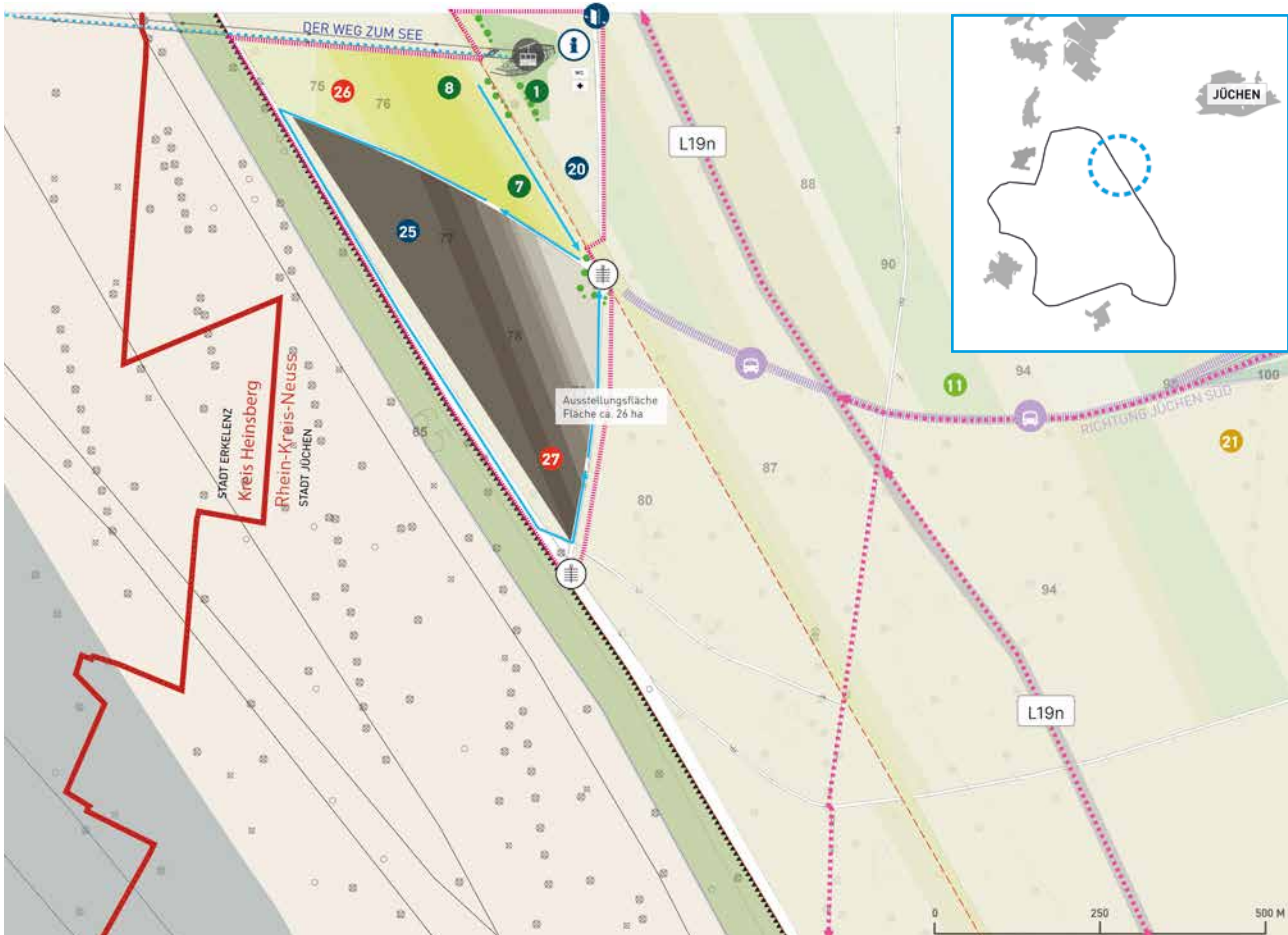 DER WEG ZUM SEE
JÜCHEN
WC
75
26
76
8
1
L19n
20
88
7
25
77
90
78
Ausstellungsfläche
Fläche ca. 26 ha
11
94
100
RICHTUNG JÜCHEN SÜD
21
STADT ERKELENZ
Kreis Heinsberg
Rhein-Kreis-Neuss
STADT JÜCHEN
85
27
87
80
94
L19n
0
250
500 M